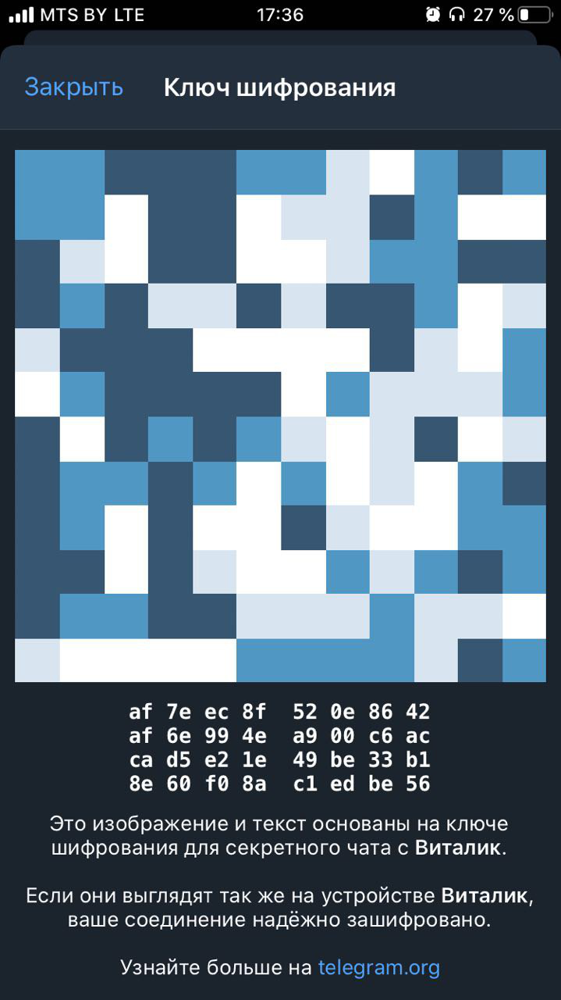 MTS BY LTE 17:36 27 %
Закрыть Ключ шифрования
af 7e ec 8f 52 0e 86 42
af 6e 99 4e a9 00 c6 ac
ca d5 e2 1e 49 be 33 b1
8e 60 f0 8a c1 ed be 56
Это изображение и текст основаны на ключе
шифрования для секретного чата с Виталик.
Если они выглядят так же на устройстве Виталик,
ваше соединение надёжно зашифровано.
Узнайте больше на telegram.org